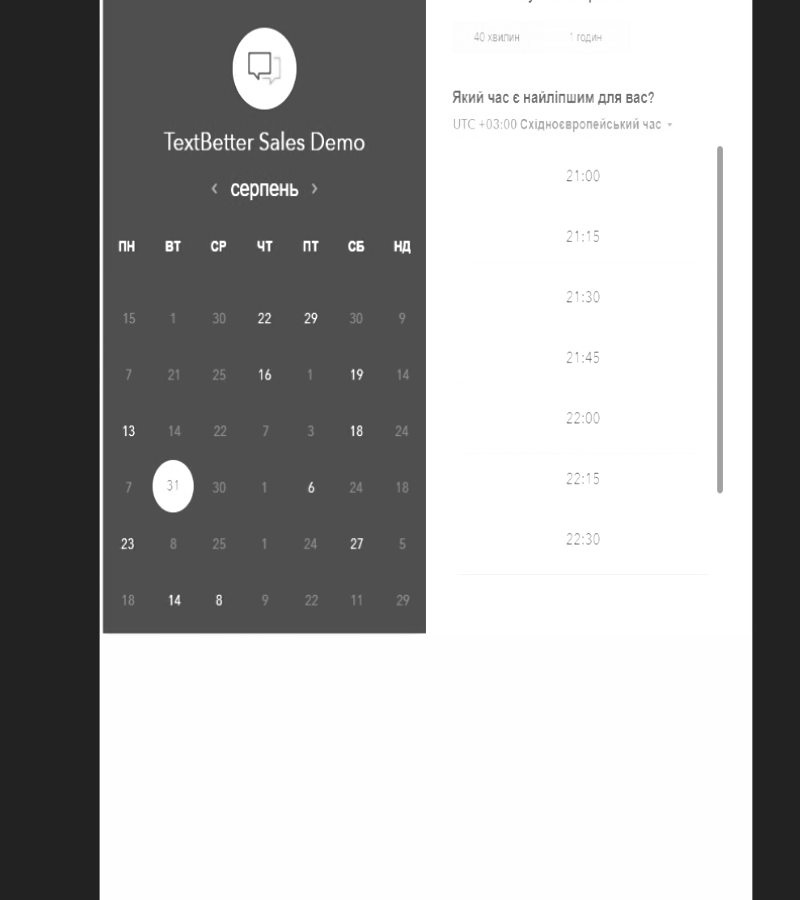 TextBetter Sales Demo
‹ серпень ›
ПН ВТ СР ЧТ ПТ СБ НД
15 1 30 22 29 30 9
7 21 25 16 1 19 14
13 14 22 7 3 18 24
7 31 30 1 6 24 18
23 8 25 1 24 27 5
18 14 8 9 22 11 29
40 хвилин 1 годин
Який час є найліпшим для вас?
UTC +03:00 Східноєвропейський час
21:00
21:15
21:30
21:45
22:00
22:15
22:30